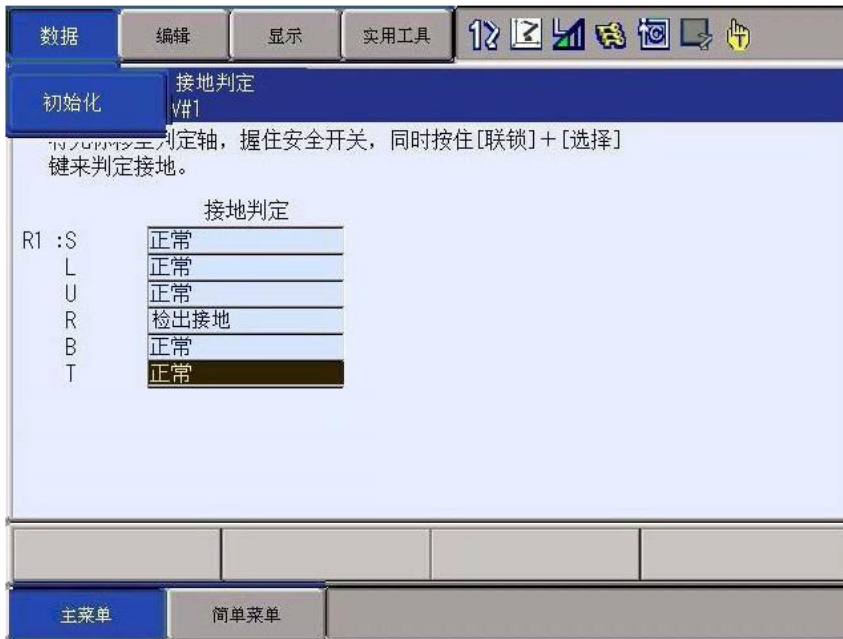 数据 编辑 显示 实用工具
初始化
接地判定
V#1
判定轴，握住安全开关，同时按住[联锁]+[选择]
键来判定接地。
接地判定
R1 :S 正常
L 正常
U 正常
R 检出接地
B 正常
T 正常
主菜单 简单菜单